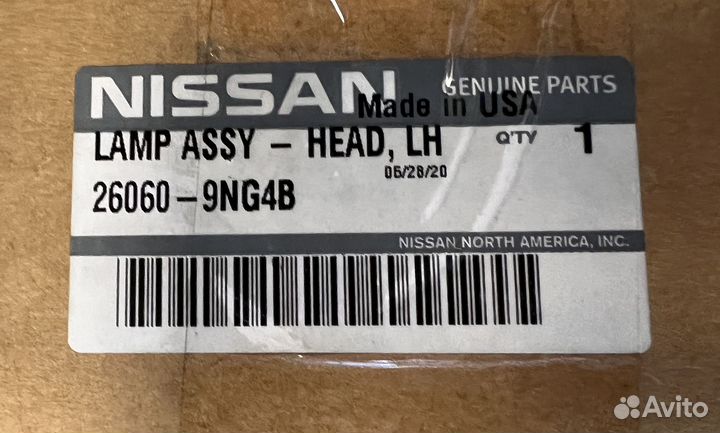 NISSAN GENUINE PARTS
Made in USA
LAMP ASSY – HEAD, LH Q'TY 1
06/28/20
26060–9NG4B
NISSAN NORTH AMERICA, INC.
Avito